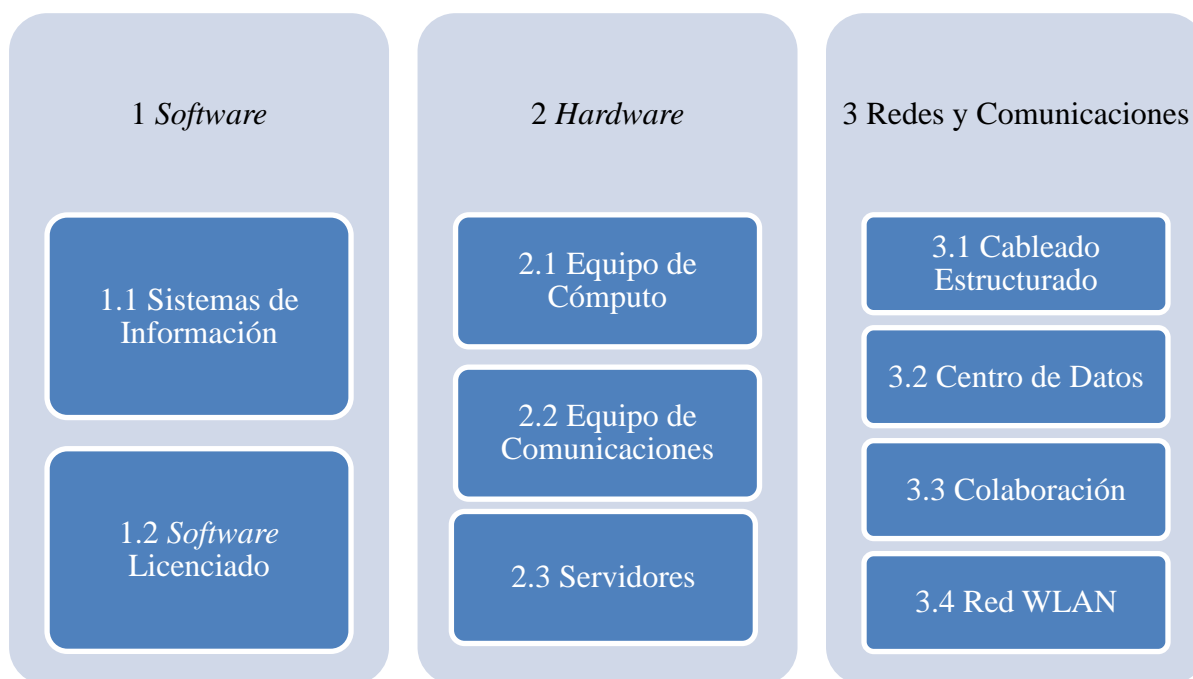 1 Software
1.1 Sistemas de
Información
1.2 Software
Licenciado
2 Hardware
2.1 Equipo de
Cómputo
2.2 Equipo de
Comunicaciones
2.3 Servidores
3 Redes y Comunicaciones
3.1 Cableado
Estructurado
3.2 Centro de Datos
3.3 Colaboración
3.4 Red WLAN